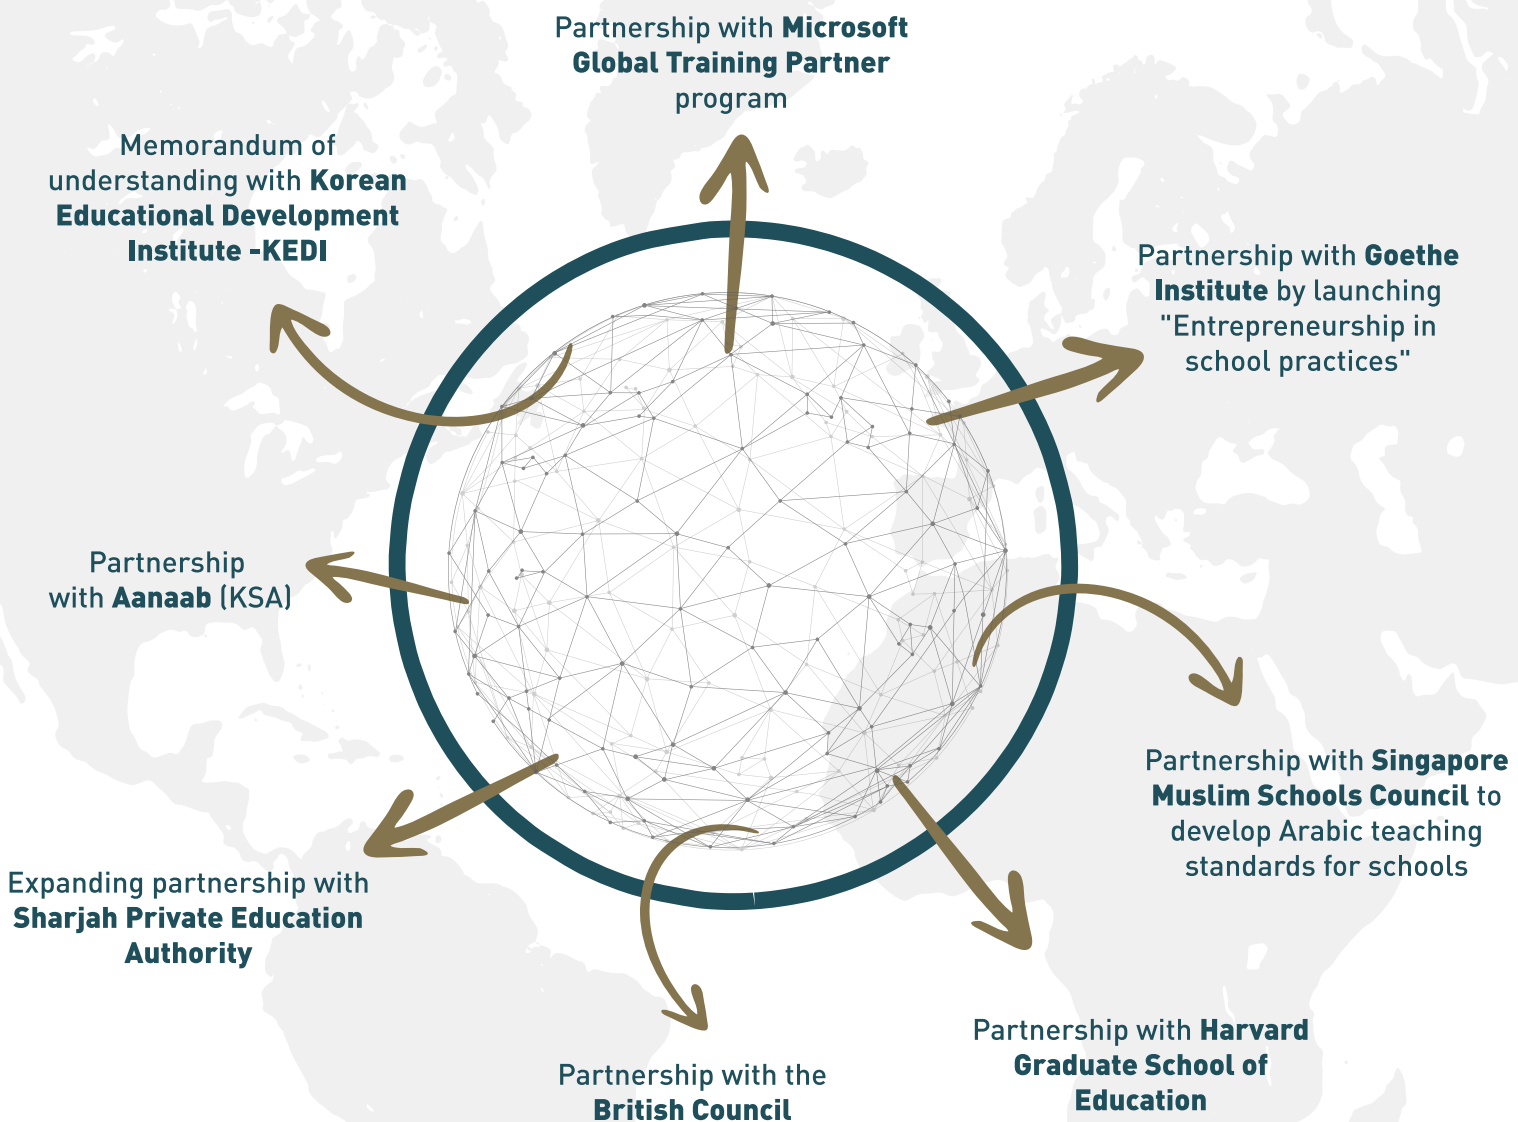 Partnership with Microsoft
Global Training Partner
program
Memorandum of
understanding with Korean
Educational Development
Institute -KEDI
Partnership with Goethe
Institute by launching
"Entrepreneurship in
school practices"
Partnership
with Aanaab (KSA)
Partnership with Singapore
Muslim Schools Council to
develop Arabic teaching
standards for schools
Expanding partnership with
Sharjah Private Education
Authority
Partnership with Harvard
Graduate School of
Education
Partnership with the
British Council